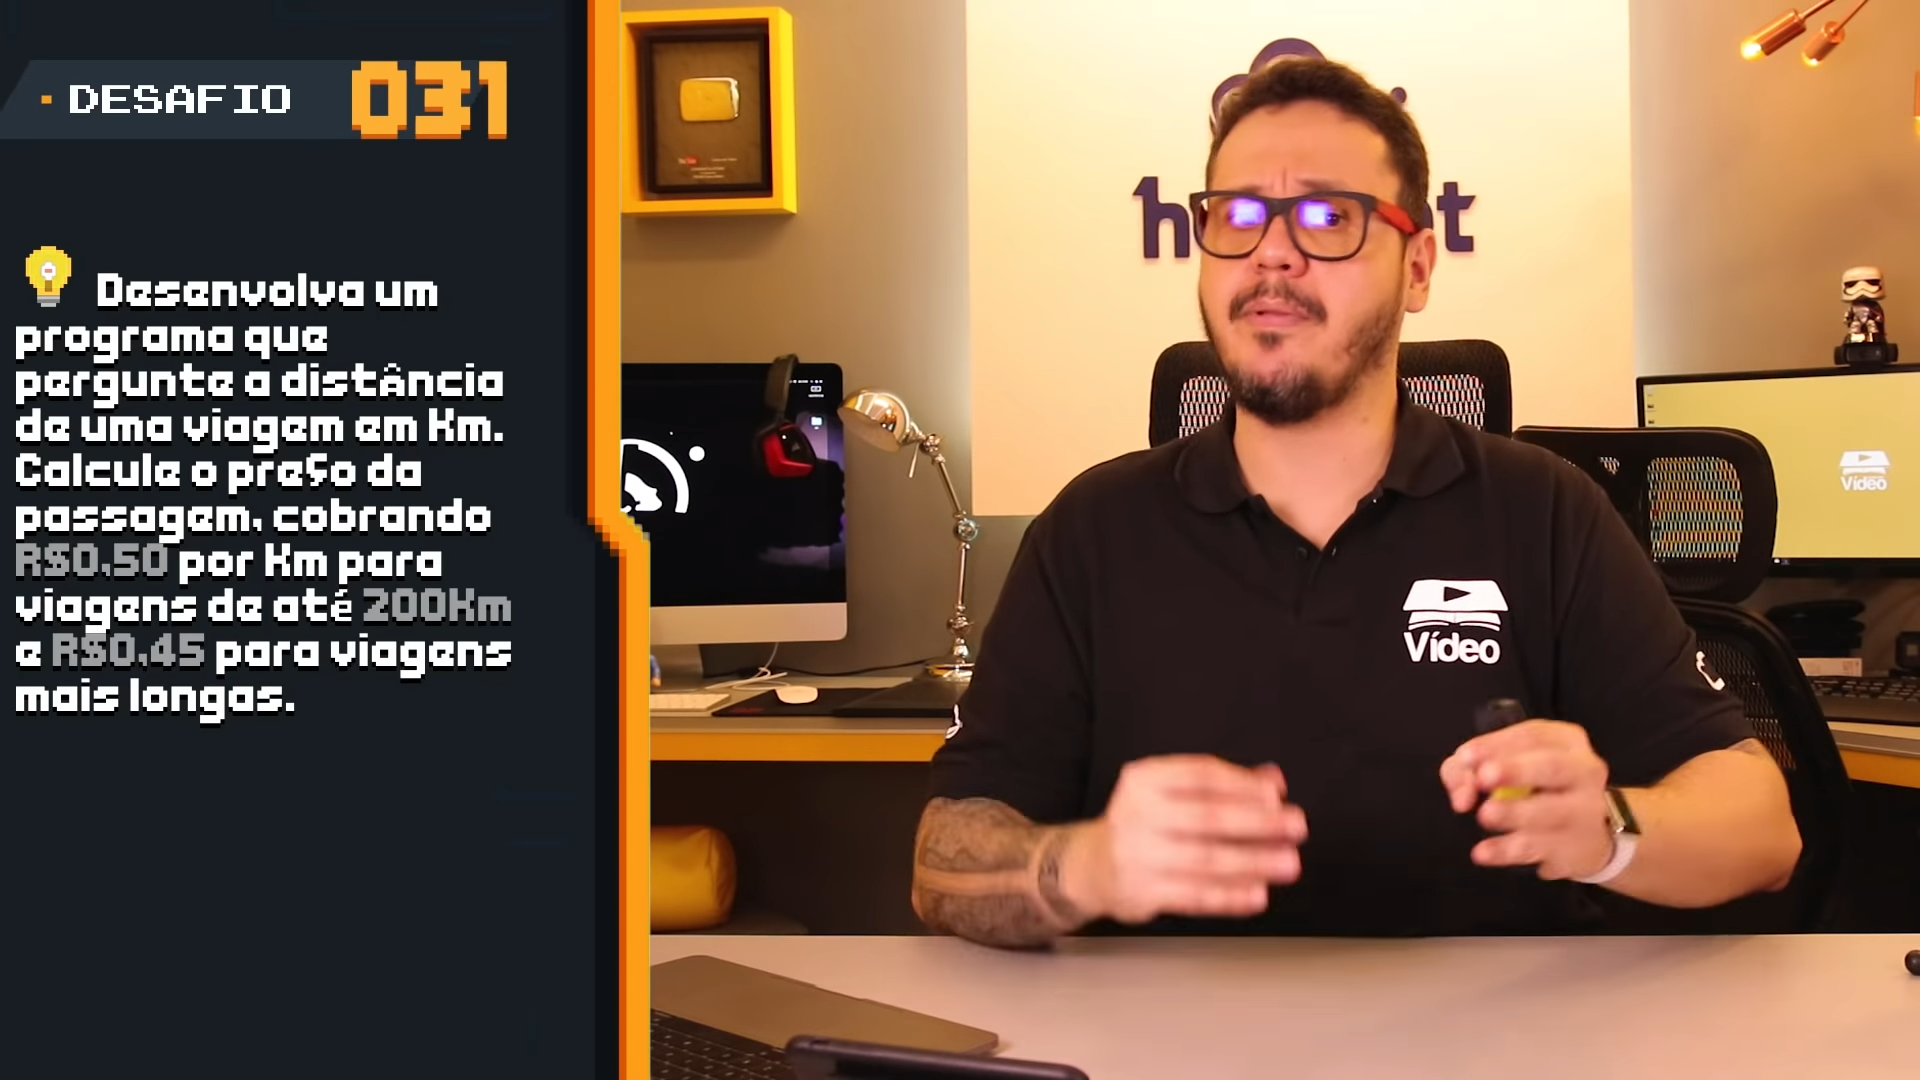 DESAFIO 031
Desenvolva um
programa que
pergunte a distância
de uma viagem em Km.
Calcule o preço da
passagem, cobrando
R$0,50 por Km para
viagens de até 200Km
e R$0,45 para viagens
mais longas.
Vídeo
Vídeo